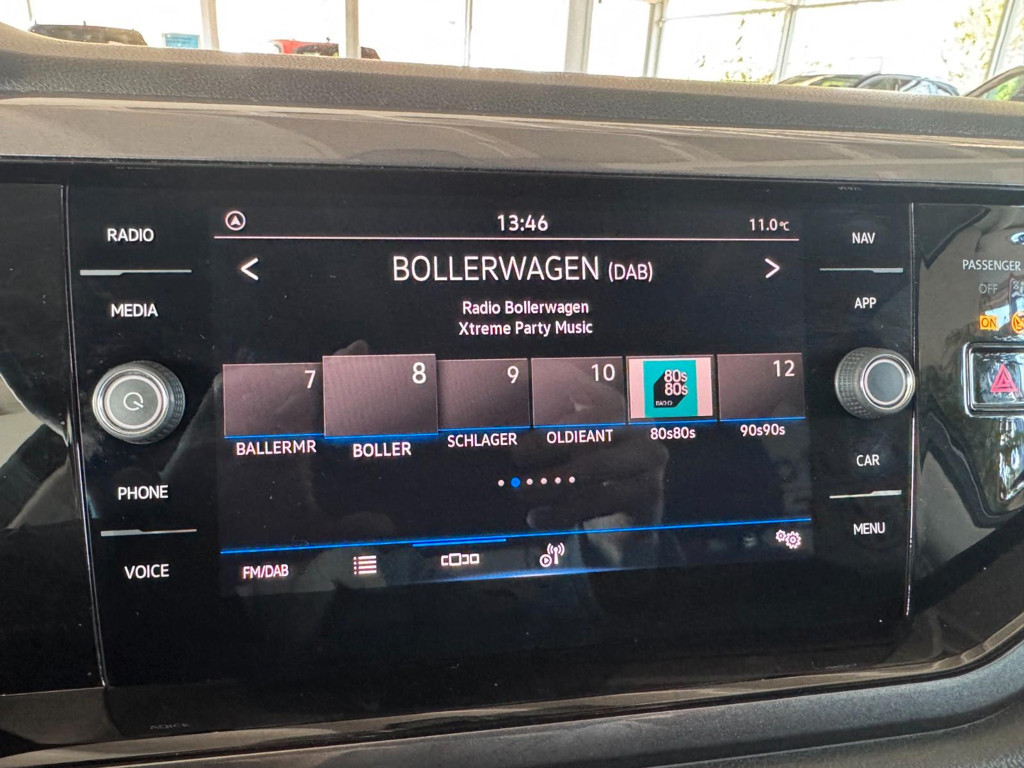 RADIO
MEDIA
PHONE
VOICE
13:46
11.0°C
BOLLERWAGEN (DAB)
Radio Bollerwagen
Xtreme Party Music
7
8
9
10
12
80s
80s
RADIO
BALLERMR
BOLLER
SCHLAGER
OLDIEANT
80s80s
90s90s
FM/DAB
NAV
APP
CAR
MENU
PASSENGER
OFF
ON